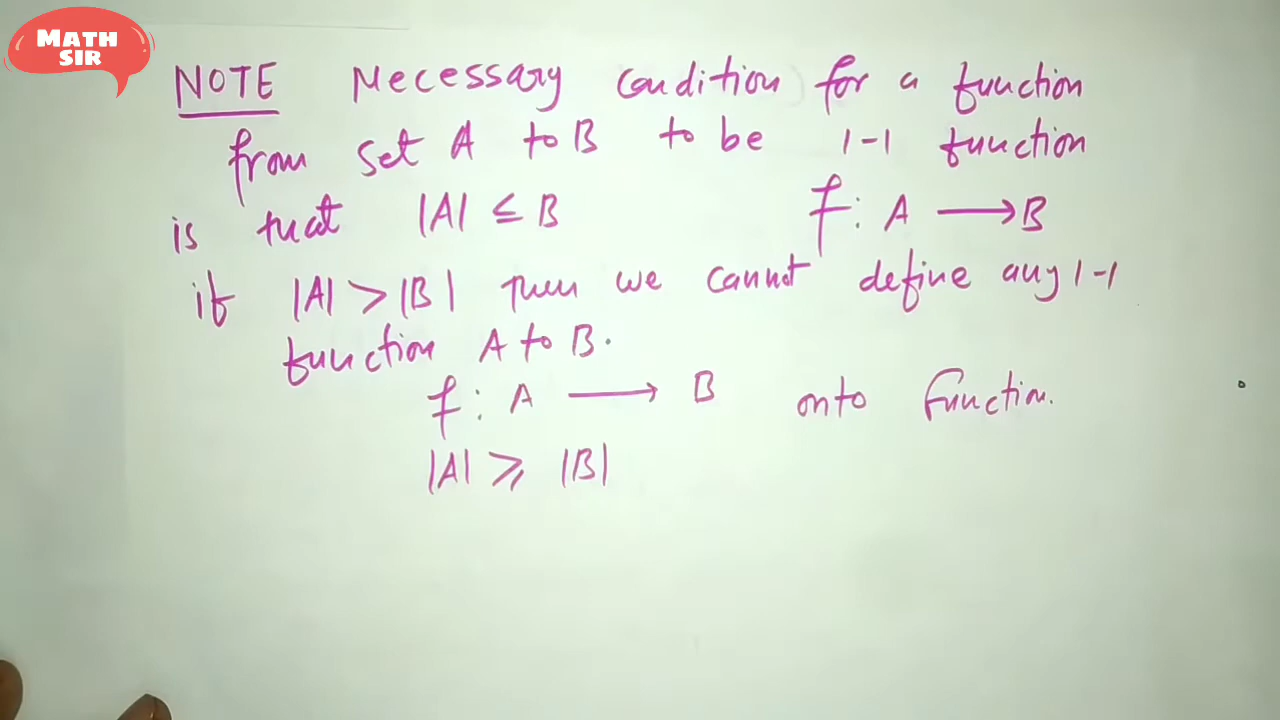 MATH
SIR
NOTE Necessary condition for a function
from set A to B to be 1-1 function
is that |A| ≤ B f: A ⟶ B
if |A| > |B| then we cannot define any 1-1
function A to B.
f: A ⟶ B onto function.
|A| ⩾ |B|